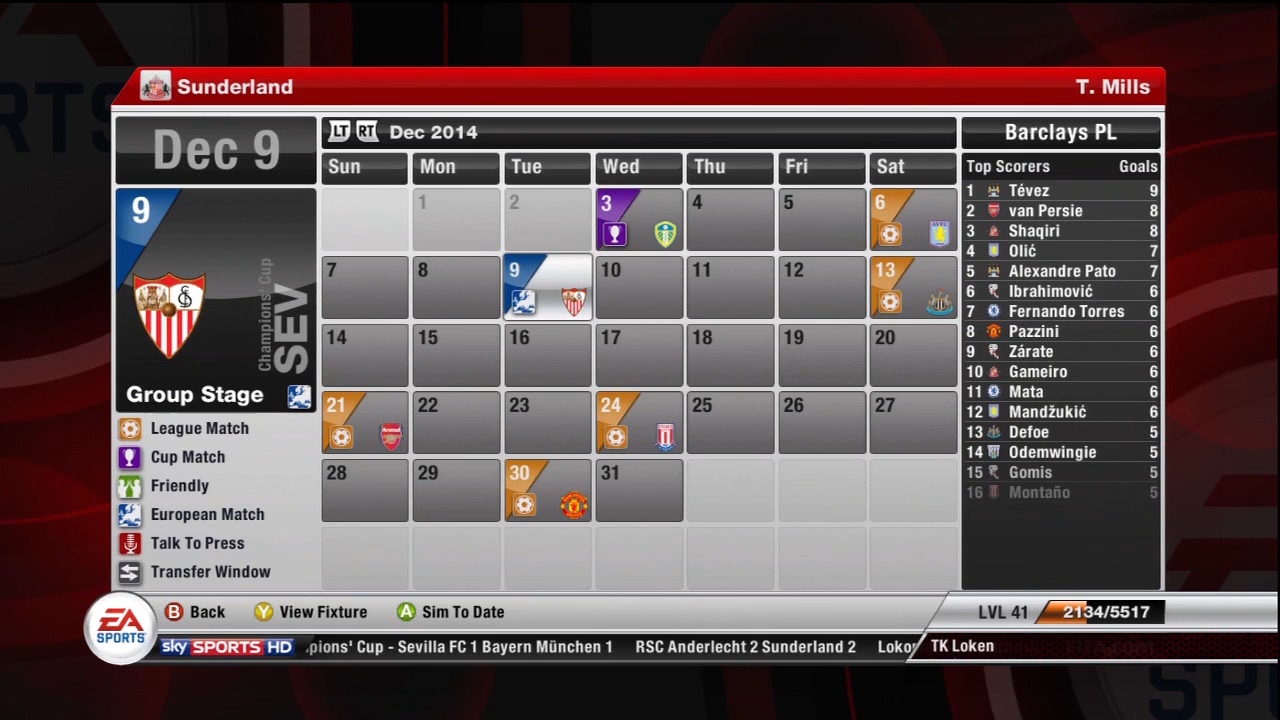 Sunderland
T. Mills
Dec 9
9
Champions' Cup
SEV
Group Stage
League Match
Cup Match
Friendly
European Match
Talk To Press
Transfer Window
LT RT Dec 2014
Sun Mon Tue Wed Thu Fri Sat
1 2 3 4 5 6
7 8 9 10 11 12 13
14 15 16 17 18 19 20
21 22 23 24 25 26 27
28 29 30 31
Barclays PL
Top Scorers Goals
1 Tévez 9
2 van Persie 8
3 Shaqiri 8
4 Olić 7
5 Alexandre Pato 7
6 Ibrahimović 6
7 Fernando Torres 6
8 Pazzini 6
9 Zárate 6
10 Gameiro 6
11 Mata 6
12 Mandžukić 6
13 Defoe 5
14 Odemwingie 5
15 Gomis 5
16 Montaño 5
B Back Y View Fixture A Sim To Date
LVL 41 2134/5517
EA SPORTS
sky SPORTS HD pions' Cup - Sevilla FC 1 Bayern München 1 RSC Anderlecht 2 Sunderland 2 Loko
TK Loken